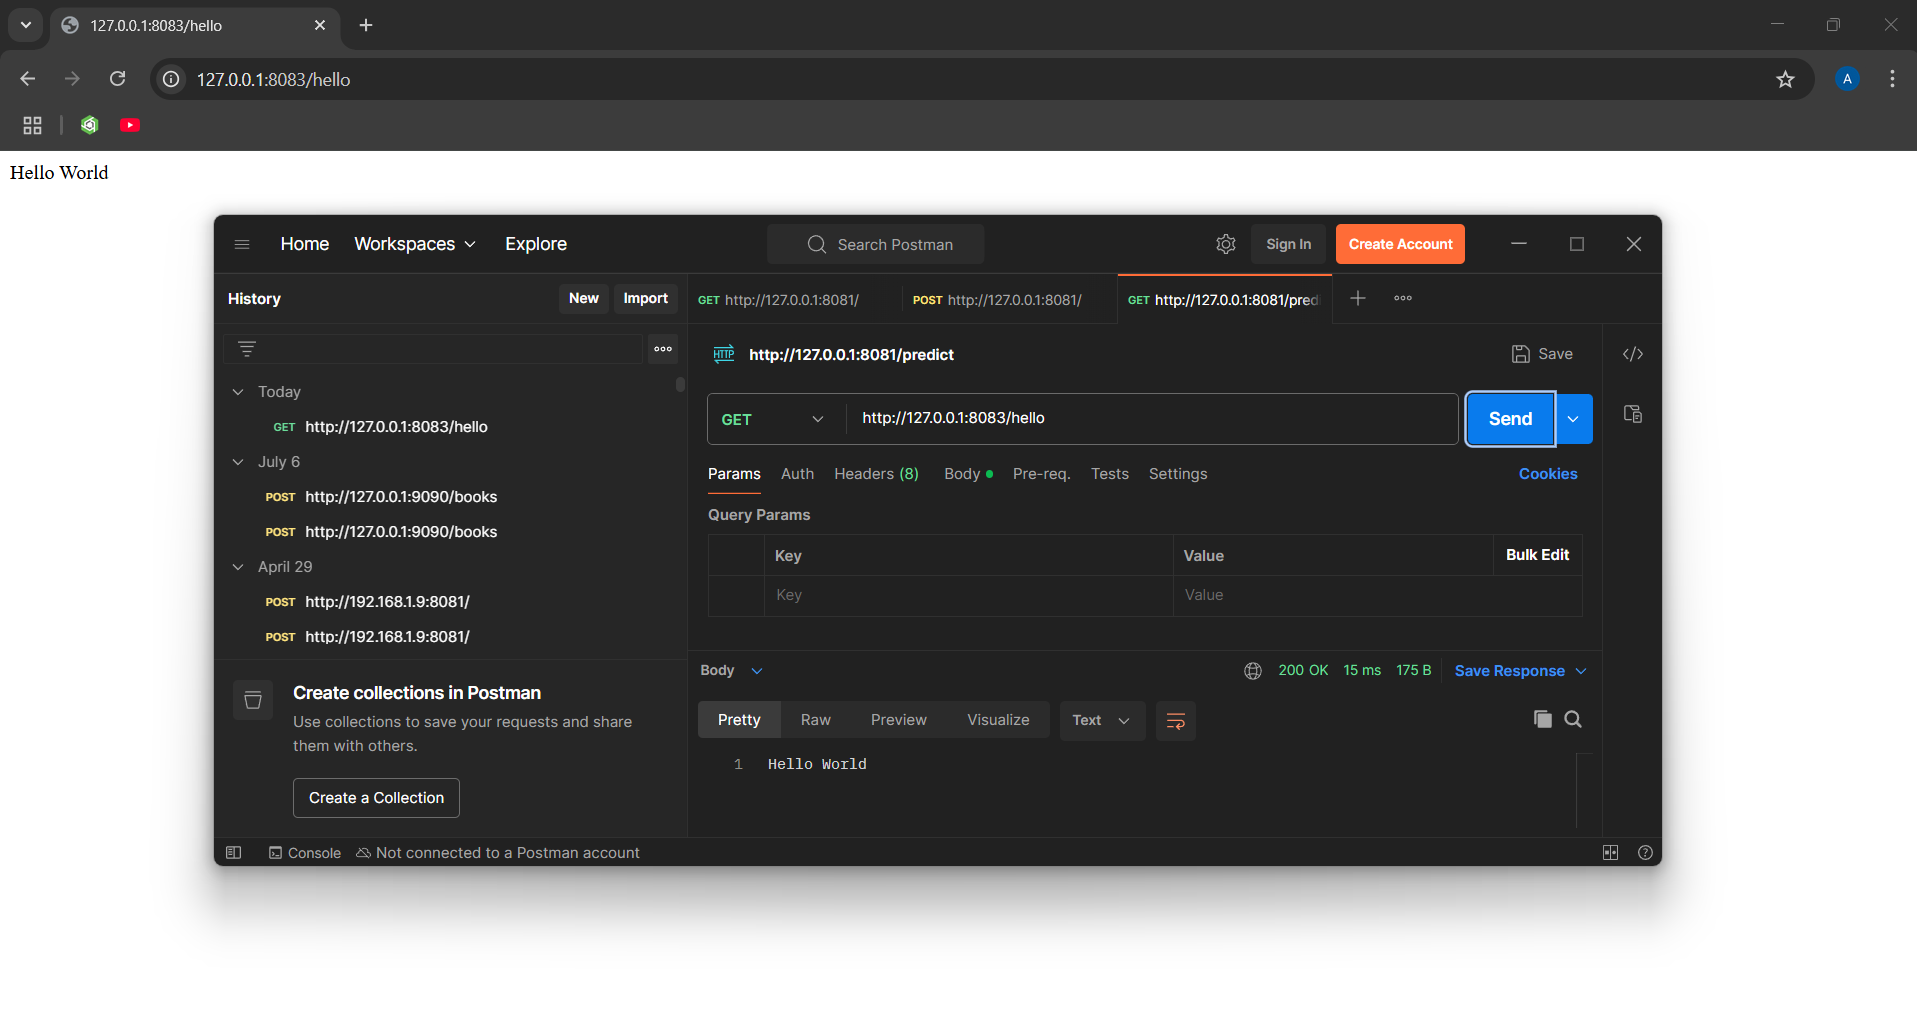 127.0.0.1:8083/hello
127.0.0.1:8083/hello
A
Hello World
Home Workspaces Explore
Search Postman
Sign In
Create Account
History
New
Import
GET http://127.0.0.1:8081/
POST http://127.0.0.1:8081/
GET http://127.0.0.1:8081/predi
HTTP http://127.0.0.1:8081/predict
Save
Today
GET http://127.0.0.1:8083/hello
July 6
POST http://127.0.0.1:9090/books
POST http://127.0.0.1:9090/books
April 29
POST http://192.168.1.9:8081/
POST http://192.168.1.9:8081/
GET
http://127.0.0.1:8083/hello
Send
Params Auth Headers (8) Body Pre-req. Tests Settings
Cookies
Query Params
Key Value Bulk Edit
Key Value
Body
200 OK 15 ms 175 B Save Response
Pretty Raw Preview Visualize Text
1 Hello World
Create collections in Postman
Use collections to save your requests and share
them with others.
Create a Collection
Console Not connected to a Postman account